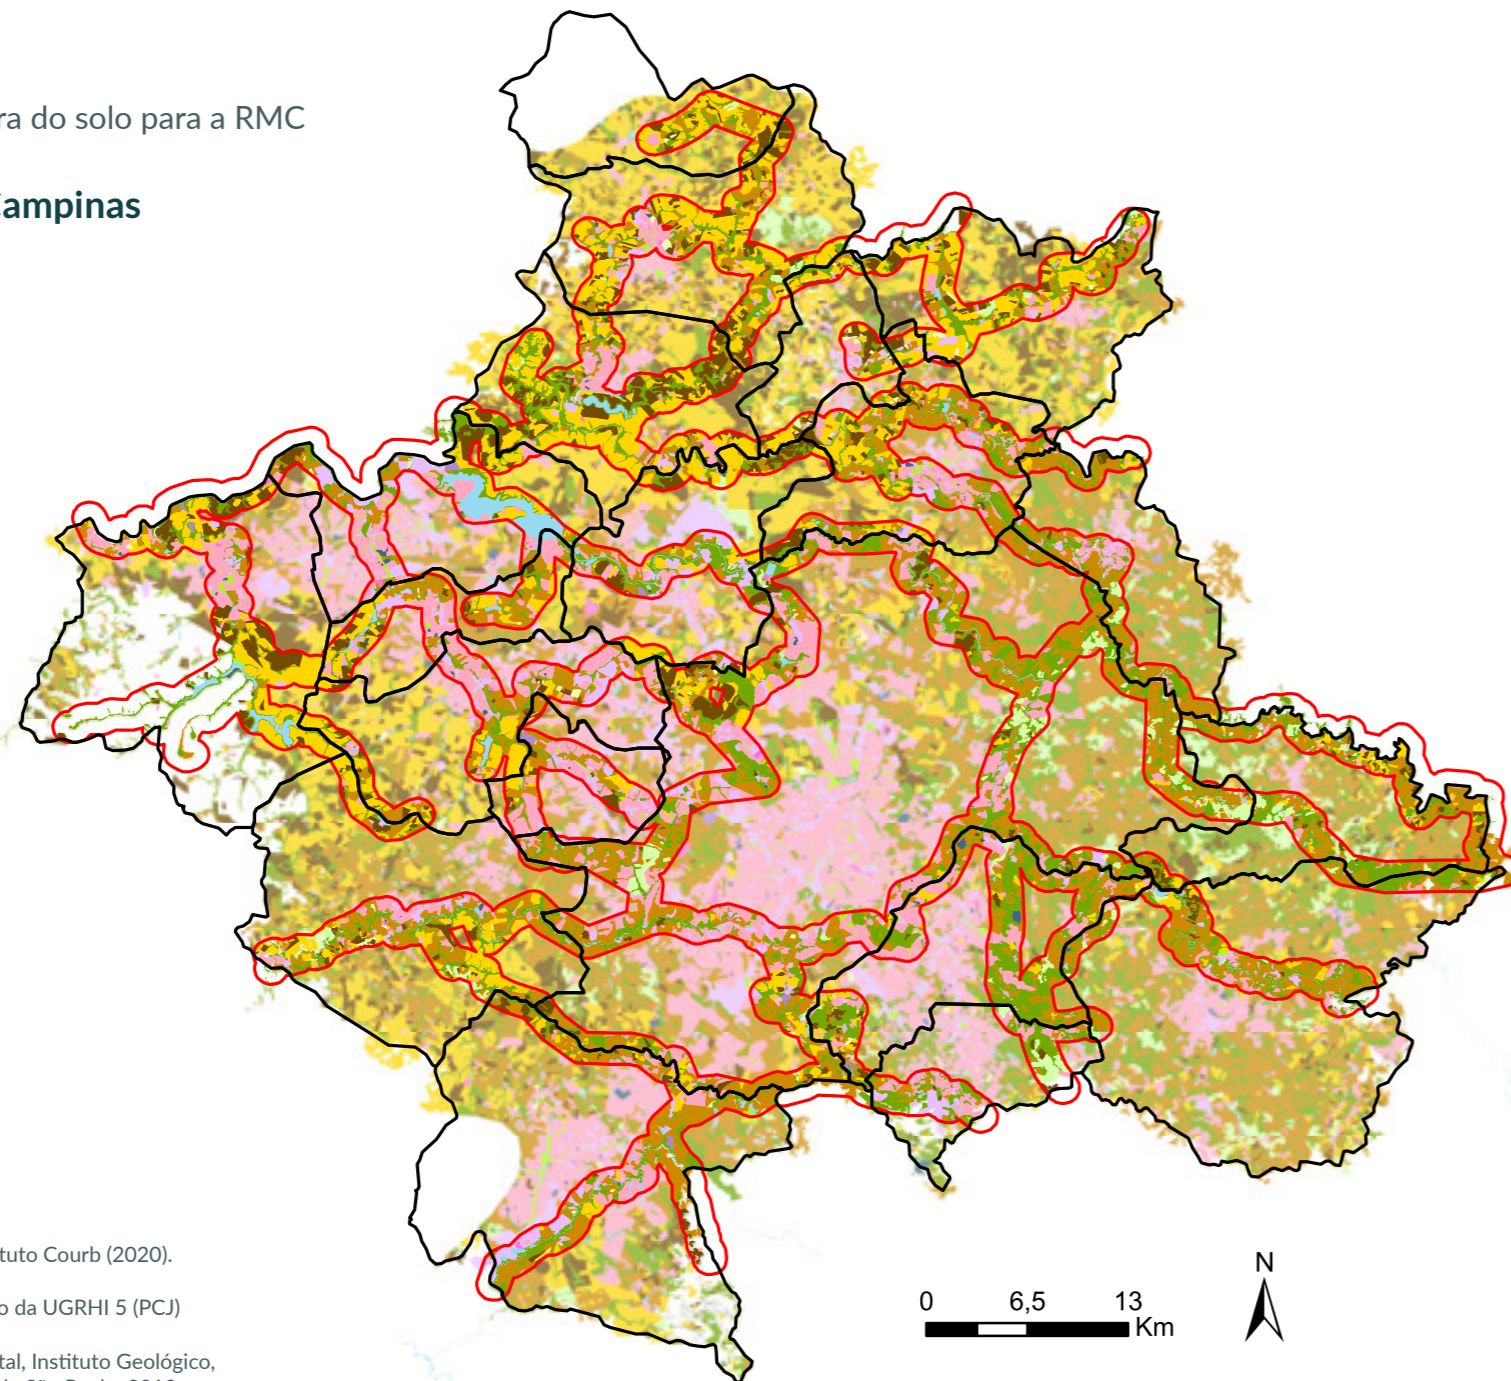 ra do solo para a RMC
Campinas
tuto Courb (2020).
o da UGRHI 5 (PCJ)
tal, Instituto Geológico,
0 6,5 13
Km
N